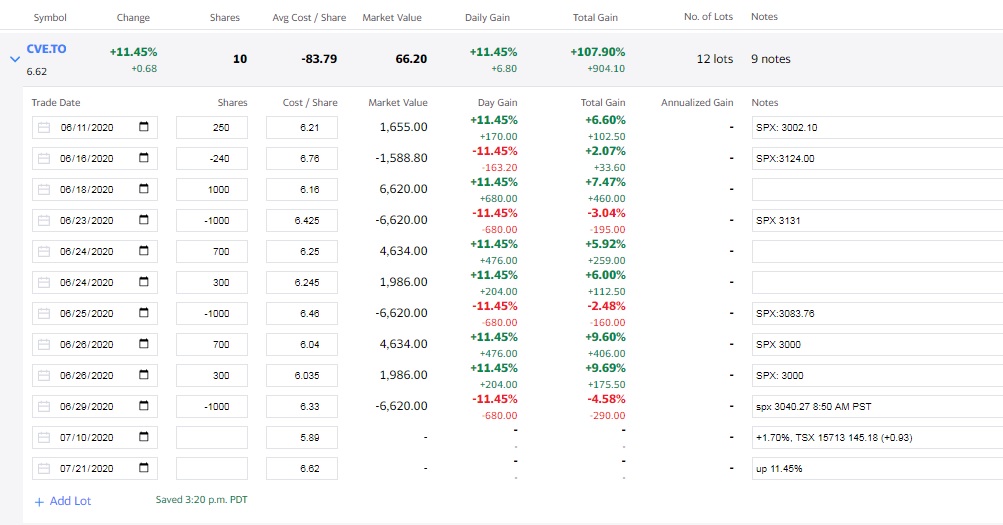 Symbol Change Shares Avg Cost / Share Market Value Daily Gain Total Gain No. of Lots Notes
CVE.TO +11.45% 10 -83.79 66.20 +11.45% +107.90% 12 lots 9 notes
6.62 +0.68 +6.80 +904.10
Trade Date Shares Cost / Share Market Value Day Gain Total Gain Annualized Gain Notes
06/11/2020 250 6.21 1,655.00 +11.45% +6.60% - SPX: 3002.10
+170.00 +102.50
06/16/2020 -240 6.76 -1,588.80 -11.45% +2.07% - SPX:3124.00
-163.20 +33.60
06/18/2020 1000 6.16 6,620.00 +11.45% +7.47% -
+680.00 +460.00
06/23/2020 -1000 6.425 -6,620.00 -11.45% -3.04% - SPX 3131
-680.00 -195.00
06/24/2020 700 6.25 4,634.00 +11.45% +5.92% -
+476.00 +259.00
06/24/2020 300 6.245 1,986.00 +11.45% +6.00% -
+204.00 +112.50
06/25/2020 -1000 6.46 -6,620.00 -11.45% -2.48% - SPX:3083.76
-680.00 -160.00
06/26/2020 700 6.04 4,634.00 +11.45% +9.60% - SPX 3000
+476.00 +406.00
06/26/2020 300 6.035 1,986.00 +11.45% +9.69% - SPX: 3000
+204.00 +175.50
06/29/2020 -1000 6.33 -6,620.00 -11.45% -4.58% - spx 3040.27 8:50 AM PST
-680.00 -290.00
07/10/2020 5.89 - - - - +1.70%, TSX 15713 145.18 (+0.93)
- -
07/21/2020 6.62 - - - - up 11.45%
- -
+ Add Lot Saved 3:20 p.m. PDT